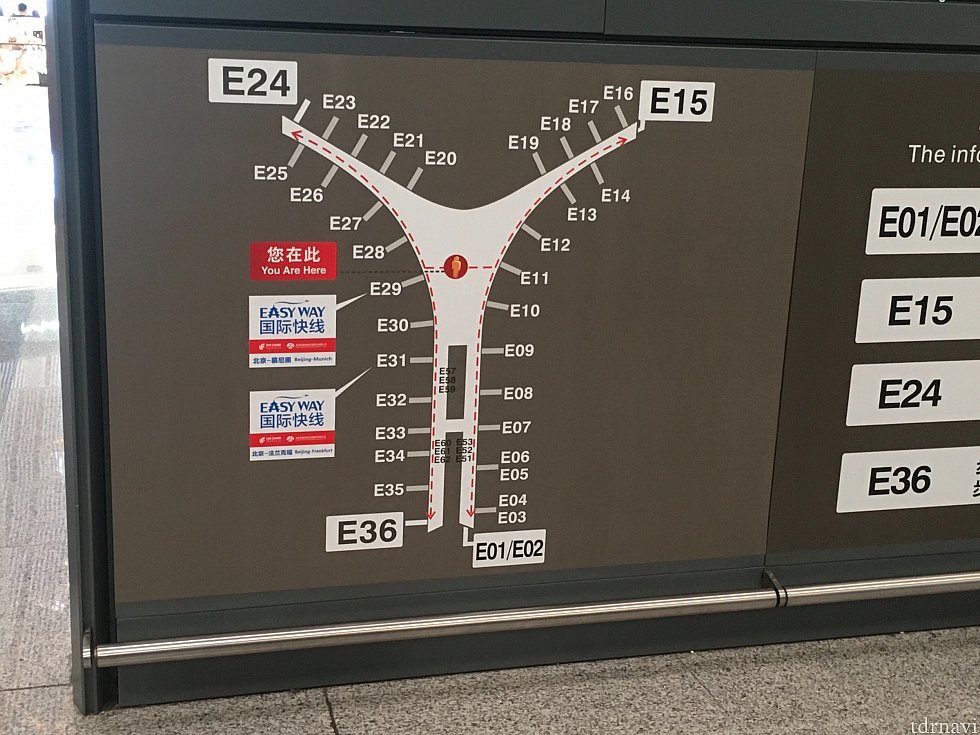 E24
E23
E22
E21
E20
E25
E26
E27
E28
E29
E30
E31
E32
E33
E34
E35
E36
E16
E15
E17
E18
E19
E14
E13
E12
E11
E10
E09
E08
E07
E06
E05
E04
E03
E01/E02
E57
E58
E59
E60
E61
E62
E53
E52
E51
您在此
You Are Here
EASY WAY
国际快线
北京-慕尼黑 Beijing-Munich
EASY WAY
国际快线
北京-法兰克福 Beijing-Frankfurt
The info
E01/E02
E15
E24
E36
tdrnavi